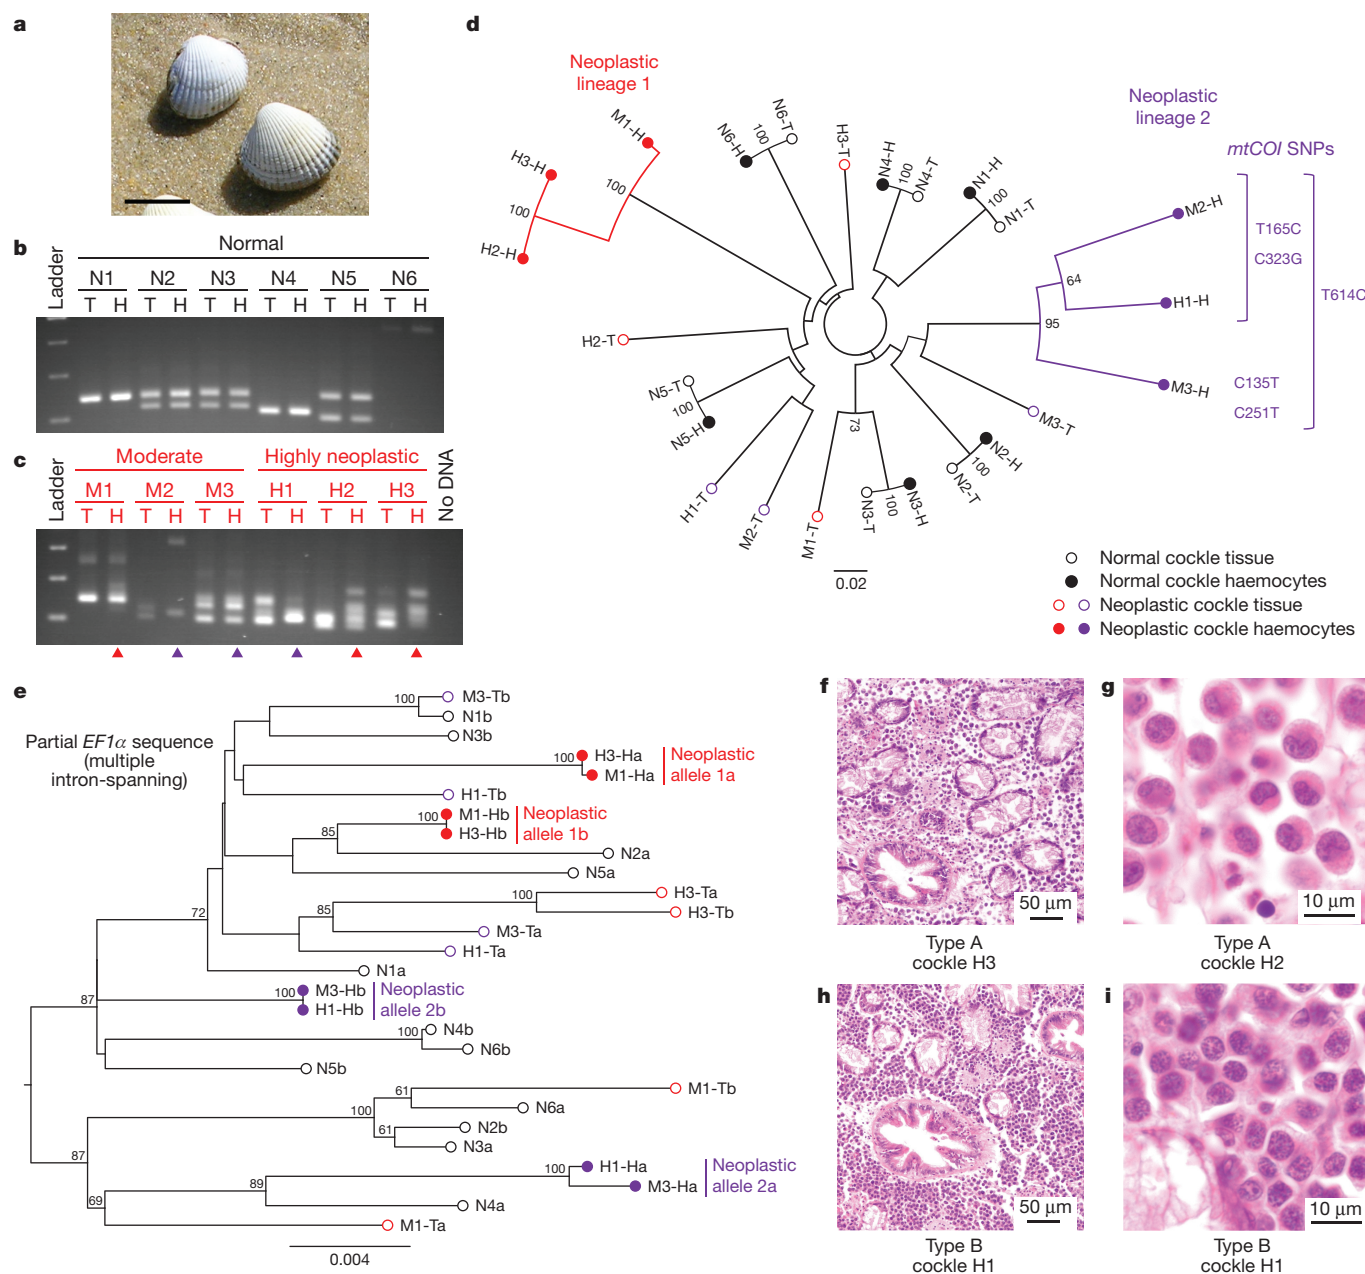 a
b
Ladder
Normal
N1 N2 N3 N4 N5 N6
T H T H T H T H T H T H
c
Ladder
Moderate Highly neoplastic
No DNA
M1 M2 M3 H1 H2 H3
T H T H T H T H T H T H
d
Neoplastic
lineage 1
Neoplastic
lineage 2
mtCOI SNPs
M1-H
H3-H
H2-H
100
100
N6-H
N6-T
100
H3-T
N4-H
N4-T
100
N1-H
N1-T
100
M2-H
H1-H
M3-H
64
95
T165C
C323G
T614C
C135T
C251T
H2-T
N5-T
N5-H
100
H1-T
M2-T
M1-T
73
N3-T
N3-H
100
N2-T
N2-H
100
M3-T
0.02
Normal cockle tissue
Normal cockle haemocytes
Neoplastic cockle tissue
Neoplastic cockle haemocytes
e
Partial EF1α sequence
(multiple
intron-spanning)
100
M3-Tb
N1b
N3b
100
H3-Ha
M1-Ha
Neoplastic
allele 1a
H1-Tb
100
M1-Hb
H3-Hb
Neoplastic
allele 1b
85
N2a
N5a
100
H3-Ta
H3-Tb
85
M3-Ta
H1-Ta
72
N1a
100
M3-Hb
H1-Hb
Neoplastic
allele 2b
87
100
N4b
N6b
N5b
61
M1-Tb
N6a
100
61
N2b
N3a
87
100
H1-Ha
M3-Ha
Neoplastic
allele 2a
89
N4a
69
M1-Ta
0.004
f
50 µm
Type A
cockle H3
g
10 µm
Type A
cockle H2
h
50 µm
Type B
cockle H1
i
10 µm
Type B
cockle H1